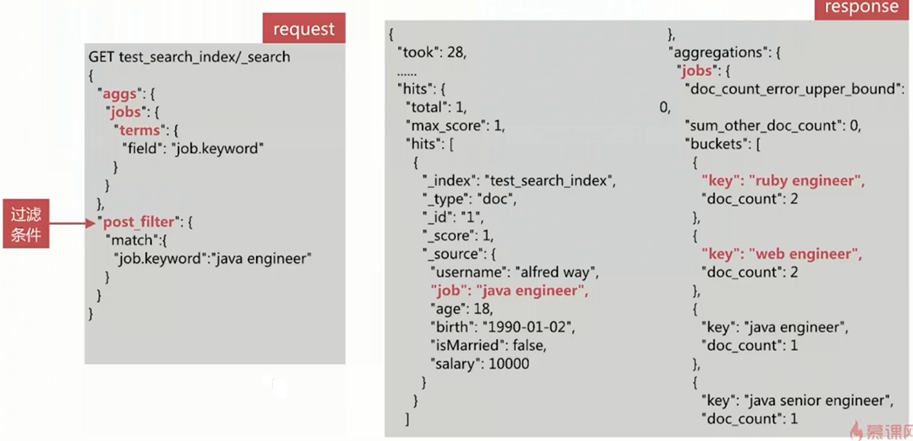 request
GET test_search_index/_search
{
"aggs": {
"jobs": {
"terms": {
"field": "job.keyword"
}
}
},
"post_filter": {
"match":{
"job.keyword":"java engineer"
}
}
}
过滤
条件
response
{
"took": 28,
......
"hits": {
"total": 1,
"max_score": 1,
"hits": [
{
"_index": "test_search_index",
"_type": "doc",
"_id": "1",
"_score": 1,
"_source": {
"username": "alfred way",
"job": "java engineer",
"age": 18,
"birth": "1990-01-02",
"isMarried": false,
"salary": 10000
}
}
]
},
"aggregations": {
"jobs": {
"doc_count_error_upper_bound":
0,
"sum_other_doc_count": 0,
"buckets": [
{
"key": "ruby engineer",
"doc_count": 2
},
{
"key": "web engineer",
"doc_count": 2
},
{
"key": "java engineer",
"doc_count": 1
},
{
"key": "java senior engineer",
"doc_count": 1
慕课网